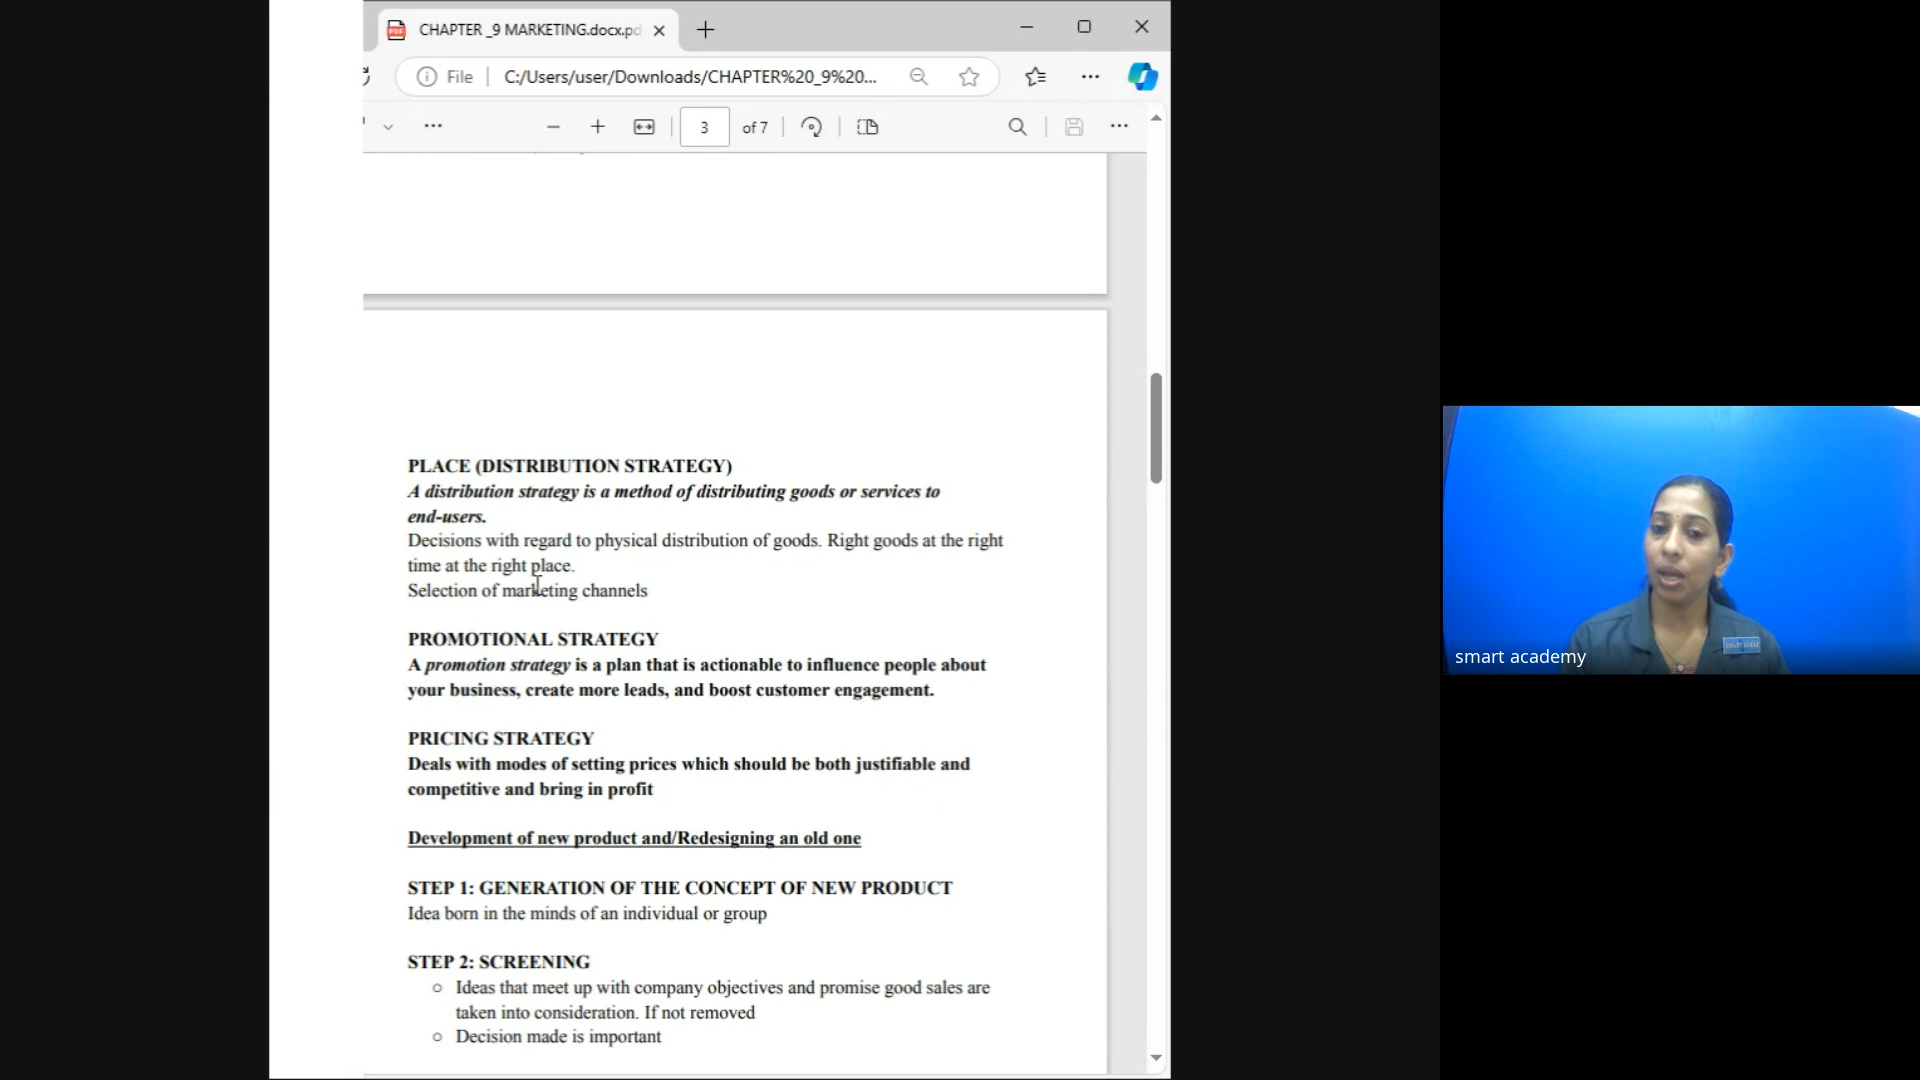 CHAPTER _9 MARKETING.docx.pd
File
C:/Users/user/Downloads/CHAPTER%20_9%20...
3 of 7
PLACE (DISTRIBUTION STRATEGY)
A distribution strategy is a method of distributing goods or services to
end-users.
Decisions with regard to physical distribution of goods. Right goods at the right
time at the right place.
Selection of marketing channels
PROMOTIONAL STRATEGY
A promotion strategy is a plan that is actionable to influence people about
your business, create more leads, and boost customer engagement.
PRICING STRATEGY
Deals with modes of setting prices which should be both justifiable and
competitive and bring in profit
Development of new product and/Redesigning an old one
STEP 1: GENERATION OF THE CONCEPT OF NEW PRODUCT
Idea born in the minds of an individual or group
STEP 2: SCREENING
○ Ideas that meet up with company objectives and promise good sales are
taken into consideration. If not removed
○ Decision made is important
smart academy